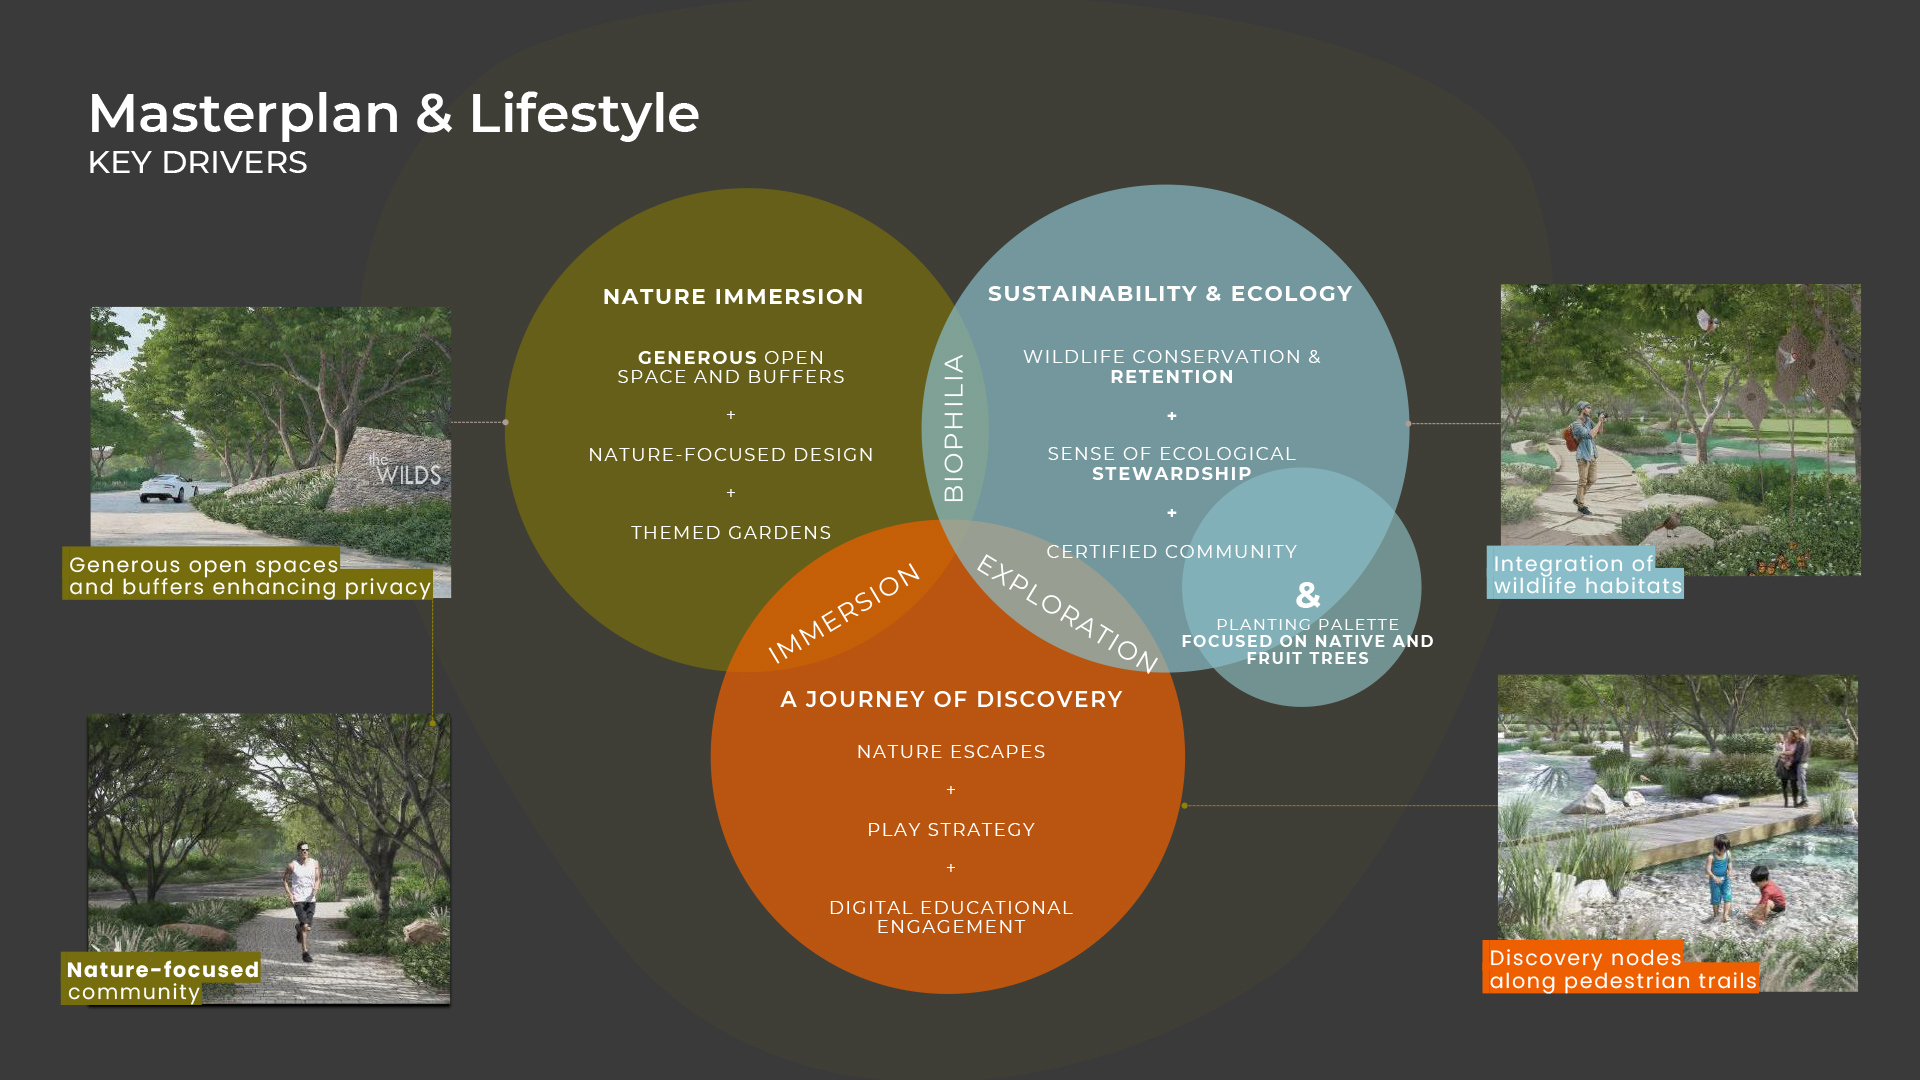 Masterplan & Lifestyle
KEY DRIVERS
NATURE IMMERSION
GENEROUS OPEN
SPACE AND BUFFERS
+
NATURE-FOCUSED DESIGN
+
THEMED GARDENS
BIOPHILIA
SUSTAINABILITY & ECOLOGY
WILDLIFE CONSERVATION &
RETENTION
+
SENSE OF ECOLOGICAL
STEWARDSHIP
+
CERTIFIED COMMUNITY
&
PLANTING PALETTE
FOCUSED ON NATIVE AND
FRUIT TREES
IMMERSION
EXPLORATION
A JOURNEY OF DISCOVERY
NATURE ESCAPES
+
PLAY STRATEGY
+
DIGITAL EDUCATIONAL
ENGAGEMENT
the
WILDS
Generous open spaces
and buffers enhancing privacy
Nature-focused
community
Integration of
wildlife habitats
Discovery nodes
along pedestrian trails